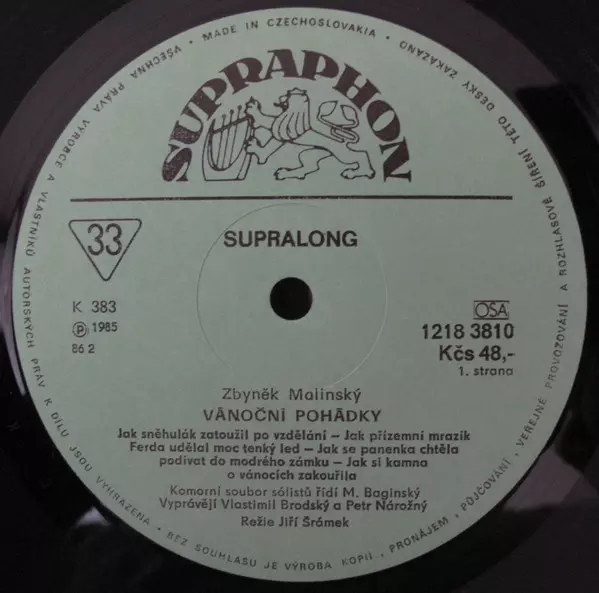 MADE IN CZECHOSLOVAKIA • VŠECHNA PRÁVA VÝROBCE A VLASTNÍKŮ AUTORSKÝCH PRÁV K DÍLU JSOU VYHRAZENA • BEZ SOUHLASU JE VÝROBA KOPIÍ, PRONÁJEM, PŮJČOVÁNÍ, VEŘEJNÉ PROVOZOVÁNÍ A ROZHLASOVÉ ŠÍŘENÍ TÉTO DESKY ZAKÁZÁNO •
SUPRAPHON
33
SUPRALONG
K 383
Ⓟ 1985
86 2
OSA
1218 3810
Kčs 48,-
1. strana
Zbyněk Malinský
VÁNOČNÍ POHÁDKY
Jak sněhulák zatoužil po vzdělání — Jak přízemní mrazík
Ferda udělal moc tenký led — Jak se panenka chtěla
podívat do modrého zámku — Jak si kamna
o vánocích zakouřila
Komorní soubor sólistů řídí M. Baginský
Vyprávějí Vlastimil Brodský a Petr Nárožný
Režie Jiří Šrámek